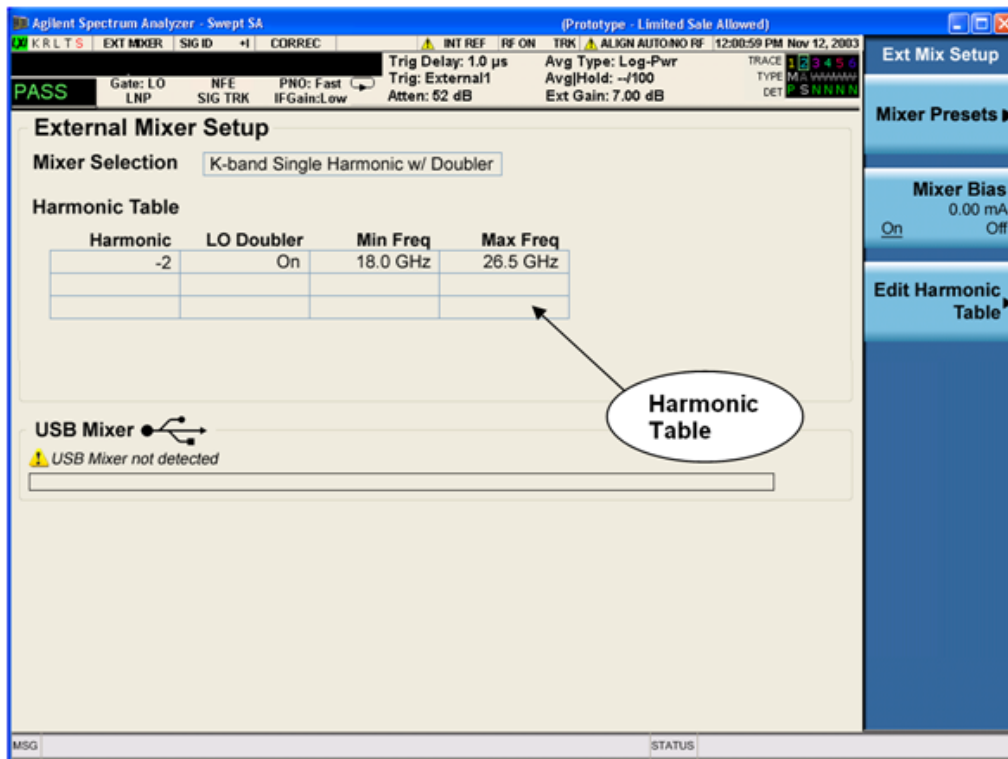 Agilent Spectrum Analyzer - Swept SA (Prototype - Limited Sale Allowed)
K R L T S EXT MIXER SIG ID +I CORREC INT REF RF ON TRK ALIGN AUTO/NO RF 12:00:59 PM Nov 12, 2003
PASS
Gate: LO
LNP
NFE
SIG TRK
PNO: Fast
IFGain:Low
Trig Delay: 1.0 µs
Trig: External1
Atten: 52 dB
Avg Type: Log-Pwr
Avg|Hold: --/100
Ext Gain: 7.00 dB
TRACE 1 2 3 4 5 6
TYPE M A W W W W
DET P S N N N N
External Mixer Setup
Mixer Selection K-band Single Harmonic w/ Doubler
Harmonic Table
Harmonic LO Doubler Min Freq Max Freq
-2 On 18.0 GHz 26.5 GHz
Harmonic
Table
USB Mixer
USB Mixer not detected
Ext Mix Setup
Mixer Presets
Mixer Bias
0.00 mA
On Off
Edit Harmonic
Table
MSG STATUS